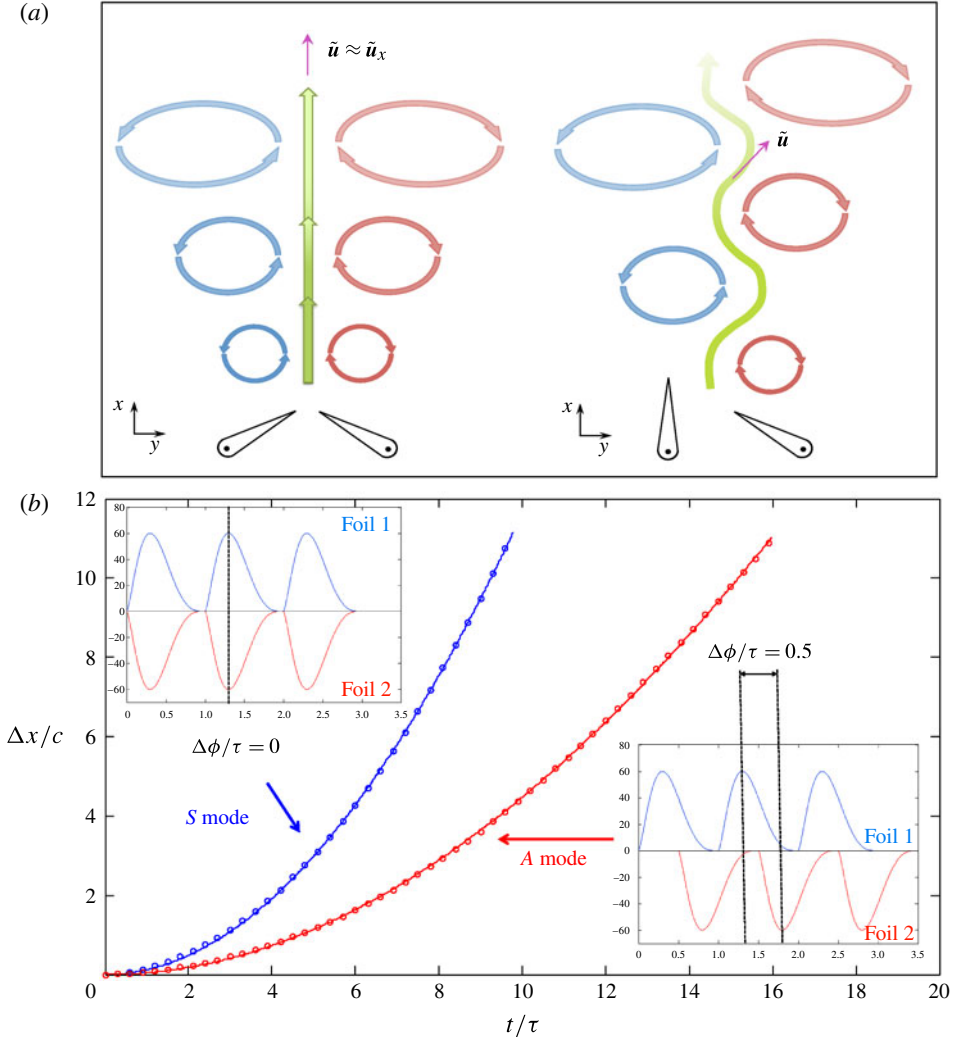 (a)
ũ ≈ ũₓ
ũ
x
y
x
y
(b)
12
10
8
6
4
2
0
2
4
6
8
10
12
14
16
18
20
Δx/c
t/τ
80
60
40
20
0
−20
−40
−60
0
0.5
1.0
1.5
2.0
2.5
3.0
3.5
Foil 1
Foil 2
Δϕ/τ = 0
S mode
A mode
Δϕ/τ = 0.5
80
60
40
20
0
−20
−40
−60
0
0.5
1.0
1.5
2.0
2.5
3.0
3.5
Foil 1
Foil 2